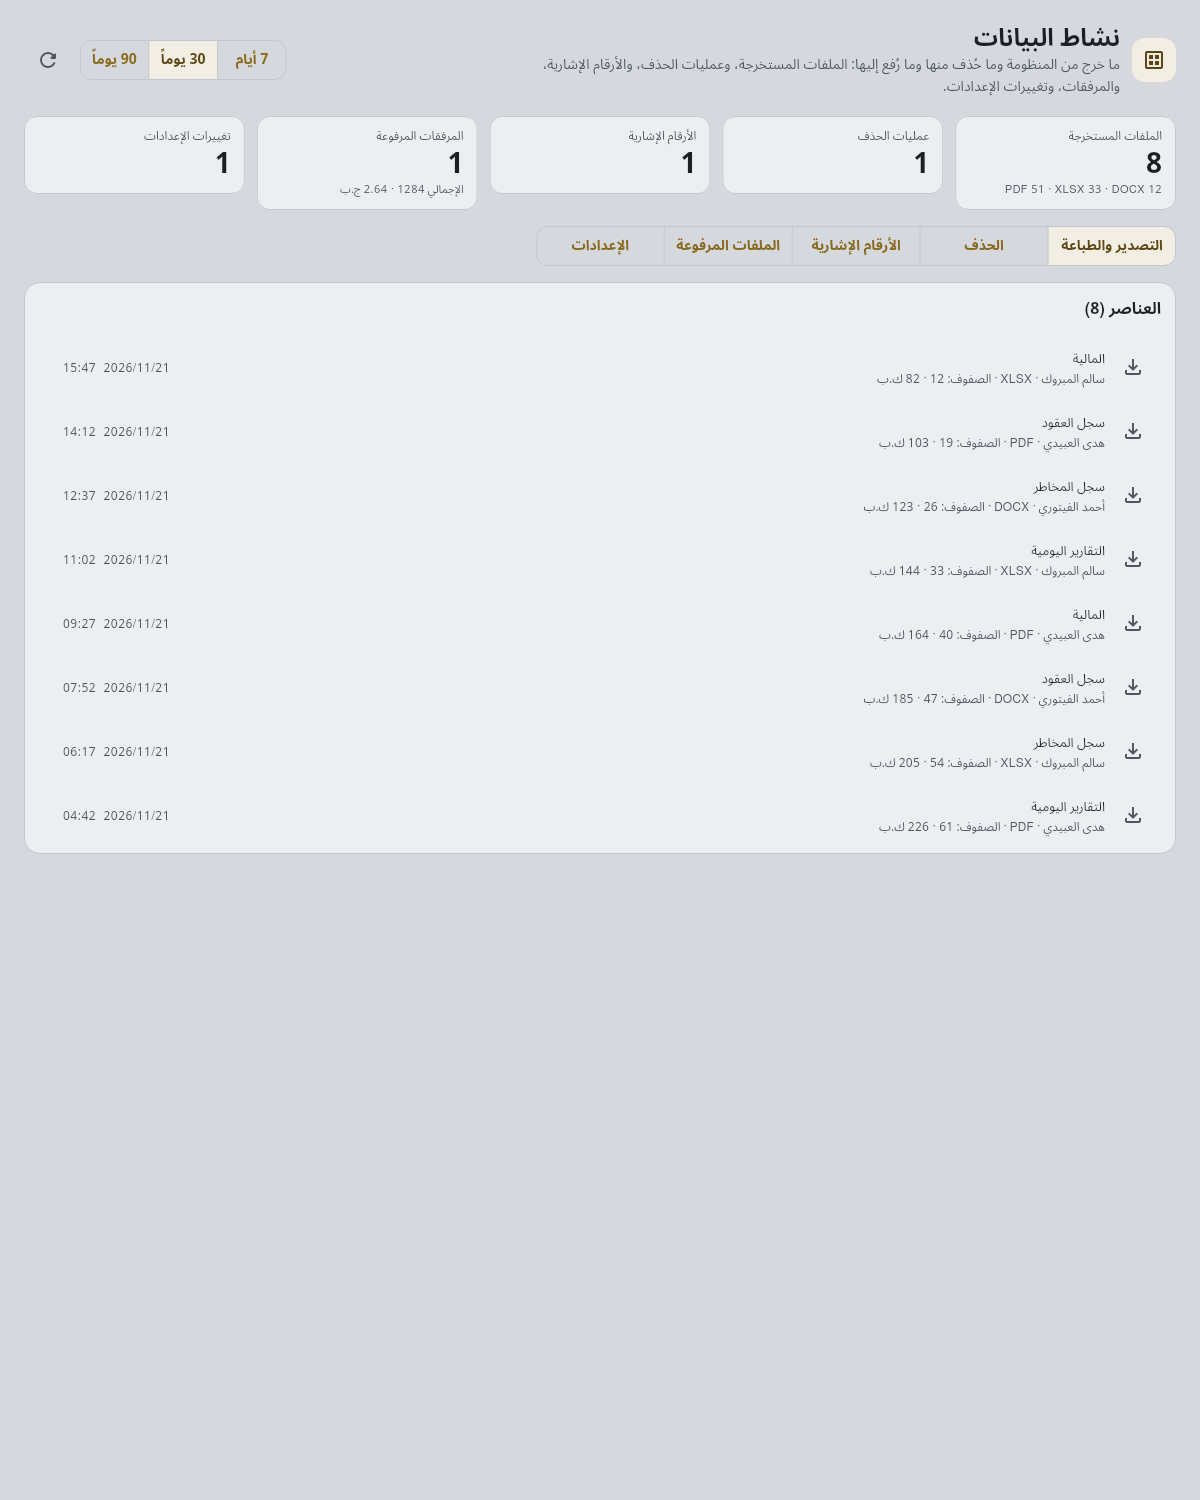 نشاط البيانات
ما خرج من المنظومة وما حُذف منها وما رُفع إليها: الملفات المستخرجة، وعمليات الحذف، والأرقام الإشارية،
والمرفقات، وتغييرات الإعدادات.
7 أيام
30 يوماً
90 يوماً
الملفات المستخرجة
8
PDF 51 · XLSX 33 · DOCX 12
عمليات الحذف
1
الأرقام الإشارية
1
المرفقات المرفوعة
1
الإجمالي 1284 · 2.64 ج.ب
تغييرات الإعدادات
1
التصدير والطباعة
الحذف
الأرقام الإشارية
الملفات المرفوعة
الإعدادات
العناصر (8)
المالية
سالم المبروك · XLSX · الصفوف: 12 · 82 ك.ب
2026/11/21 15:47
سجل العقود
هدى العبيدي · PDF · الصفوف: 19 · 103 ك.ب
2026/11/21 14:12
سجل المخاطر
أحمد الفيتوري · DOCX · الصفوف: 26 · 123 ك.ب
2026/11/21 12:37
التقارير اليومية
سالم المبروك · XLSX · الصفوف: 33 · 144 ك.ب
2026/11/21 11:02
المالية
هدى العبيدي · PDF · الصفوف: 40 · 164 ك.ب
2026/11/21 09:27
سجل العقود
أحمد الفيتوري · DOCX · الصفوف: 47 · 185 ك.ب
2026/11/21 07:52
سجل المخاطر
سالم المبروك · XLSX · الصفوف: 54 · 205 ك.ب
2026/11/21 06:17
التقارير اليومية
هدى العبيدي · PDF · الصفوف: 61 · 226 ك.ب
2026/11/21 04:42